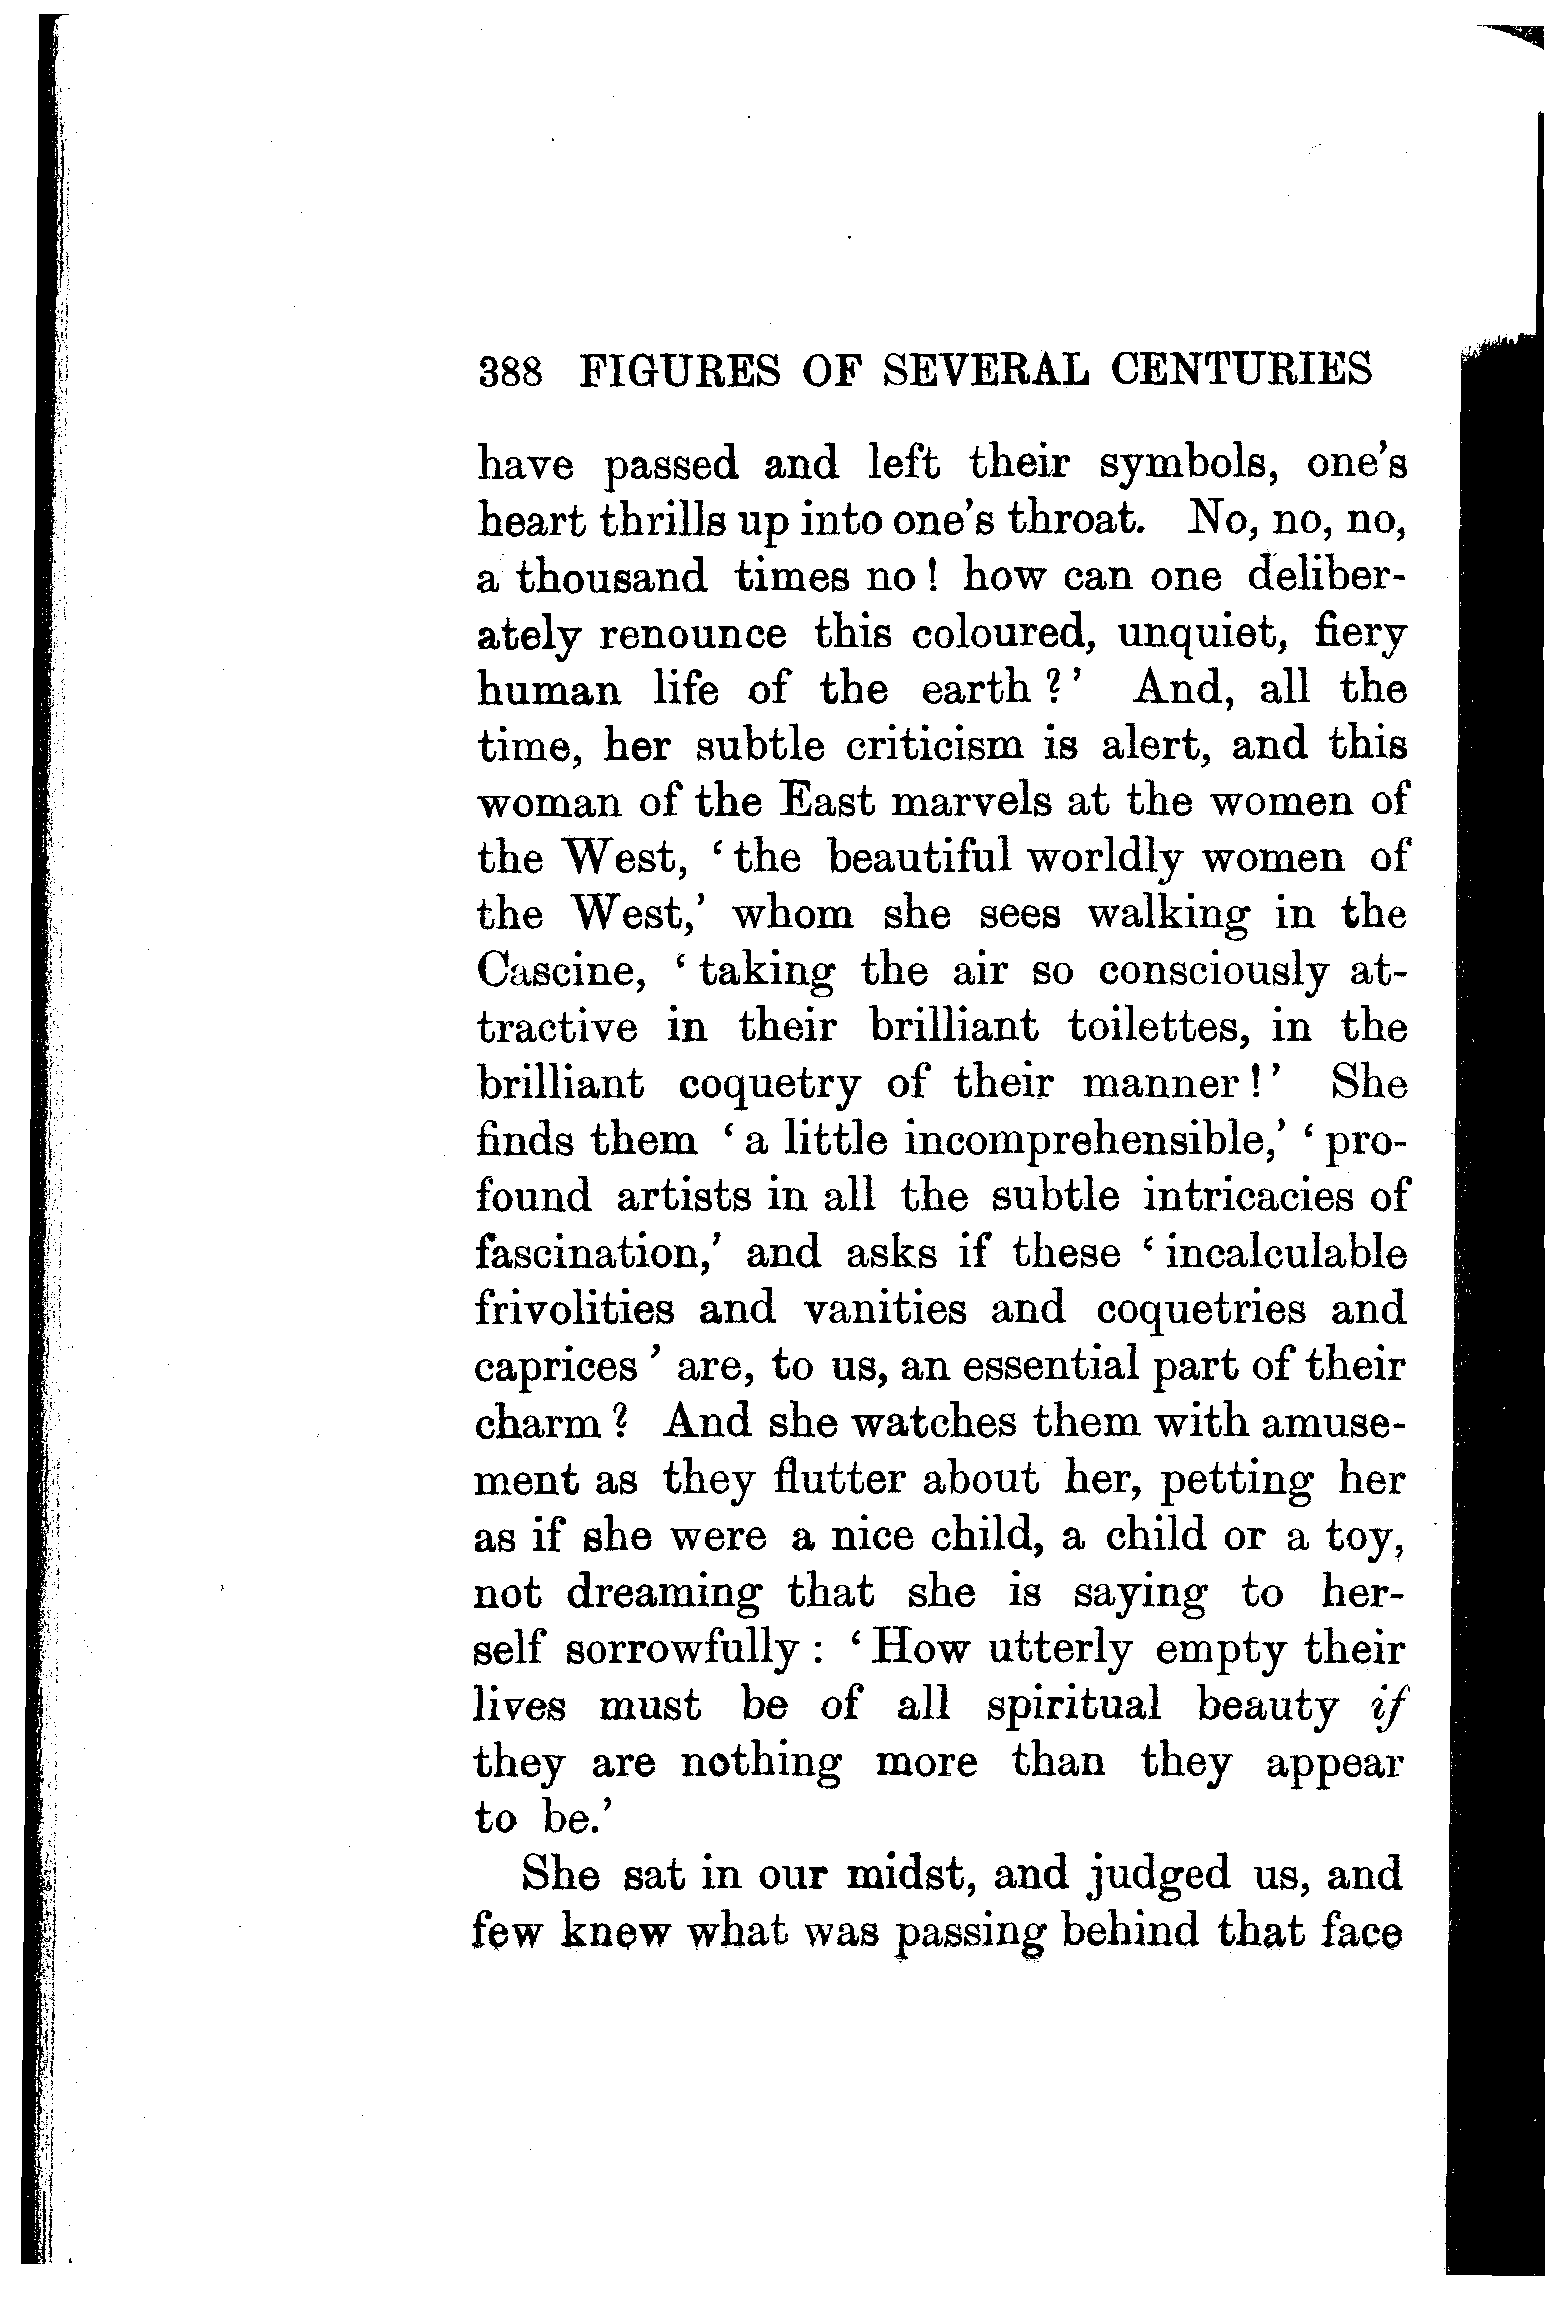 388 FIGURES OF SEVERAL CENTURIES
have passed and left their symbols, one's
heart thrills up into one's throat. No, no, no,
a thousand times no! how can one deliber-
ately renounce this coloured, unquiet, fiery
human life of the earth?' And, all the
time, her subtle criticism is alert, and this
woman of the East marvels at the women of
the West, 'the beautiful worldly women of
the West,' whom she sees walking in the
Cascine, 'taking the air so consciously at-
tractive in their brilliant toilettes, in the
brilliant coquetry of their manner!' She
finds them 'a little incomprehensible,' 'pro-
found artists in all the subtle intricacies of
fascination,' and asks if these 'incalculable
frivolities and vanities and coquetries and
caprices' are, to us, an essential part of their
charm? And she watches them with amuse-
ment as they flutter about her, petting her
as if she were a nice child, a child or a toy,
not dreaming that she is saying to her-
self sorrowfully: 'How utterly empty their
lives must be of all spiritual beauty if
they are nothing more than they appear
to be.'
She sat in our midst, and judged us, and
few knew what was passing behind that face